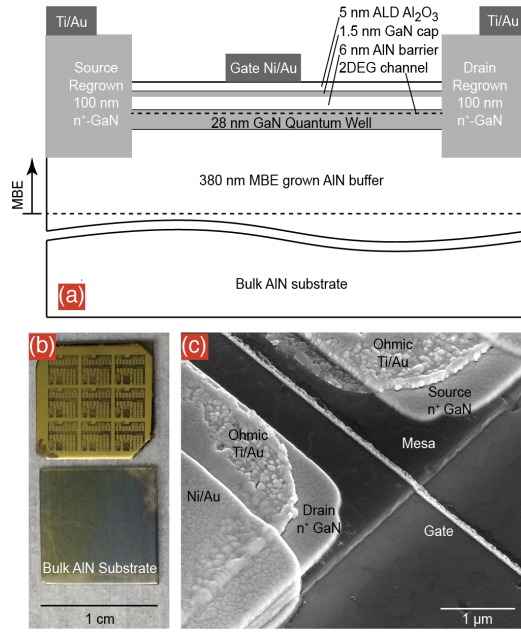 Ti/Au
5 nm ALD Al₂O₃
1.5 nm GaN cap
6 nm AlN barrier
2DEG channel
Ti/Au
Source
Regrown
100 nm
n⁺-GaN
Gate Ni/Au
Drain
Regrown
100 nm
n⁺-GaN
28 nm GaN Quantum Well
MBE
380 nm MBE grown AlN buffer
Bulk AlN substrate
(a)
(b)
Bulk AlN Substrate
1 cm
(c)
Ohmic
Ti/Au
Source
n⁺ GaN
Mesa
Ohmic
Ti/Au
Ni/Au
Drain
n⁺ GaN
Gate
1 µm